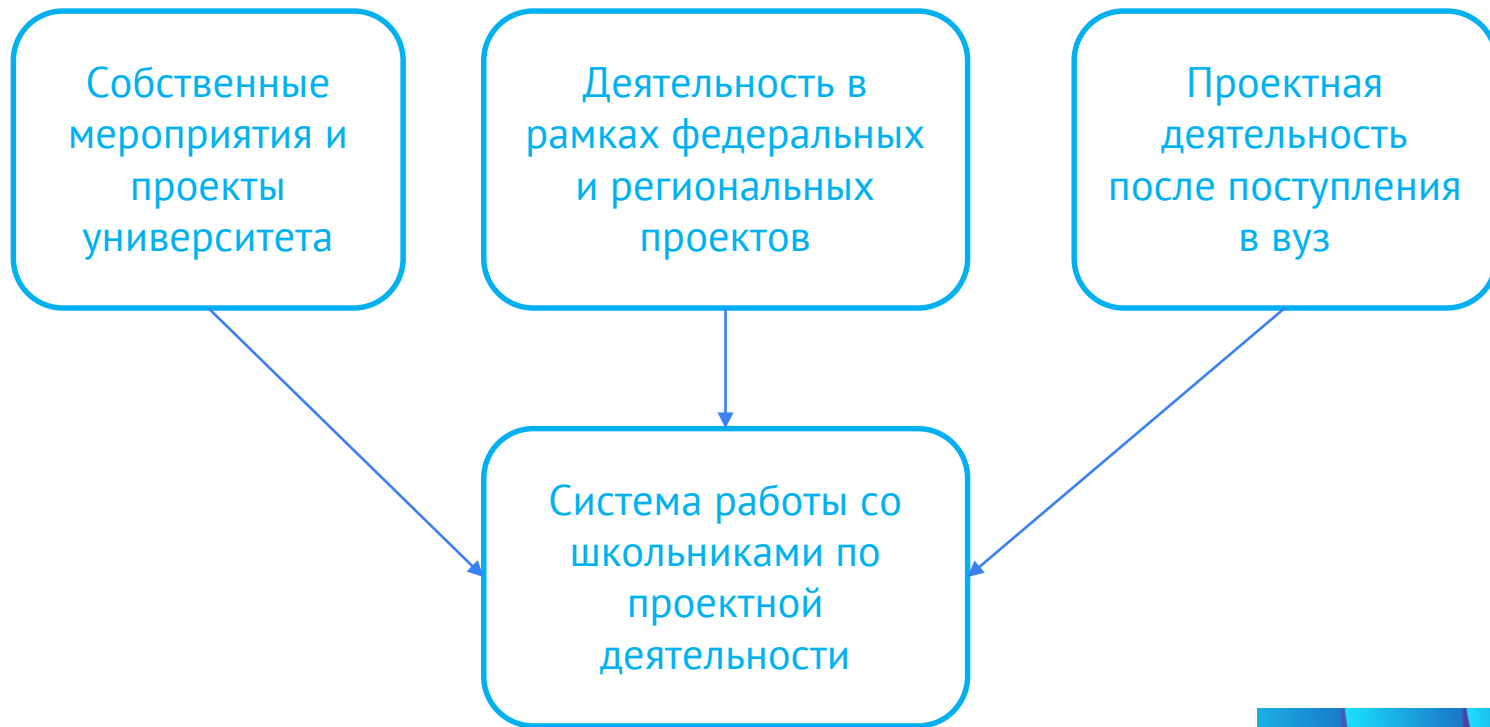 Собственные
мероприятия и
проекты
университета
Деятельность в
рамках федеральных
и региональных
проектов
Проектная
деятельность
после поступления
в вуз
Система работы со
школьниками по
проектной
деятельности